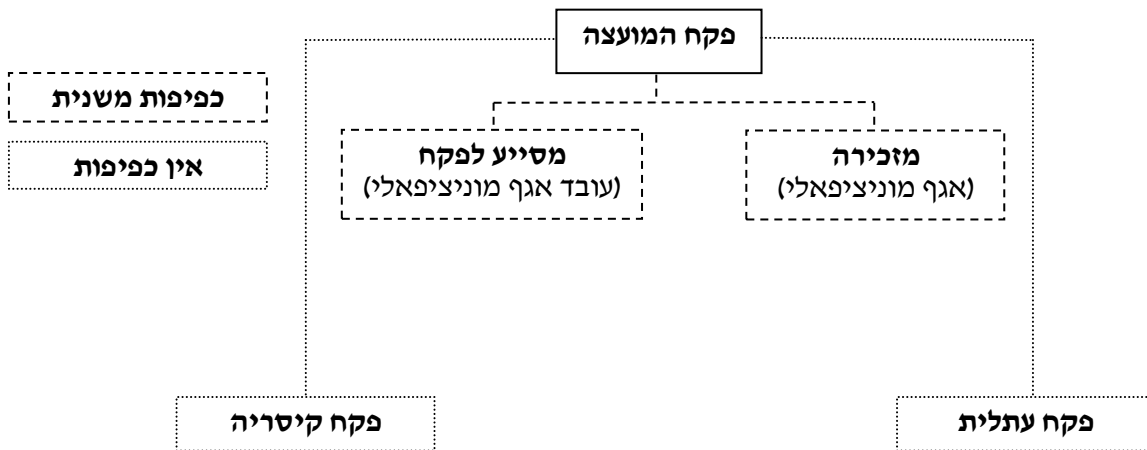 פקח המועצה
כפיפות משנית
אין כפיפות
מזכירה
(אגף מוניציפאלי)
מסייע לפקח
(עובד אגף מוניציפאלי)
פקח עתלית
פקח קיסריה